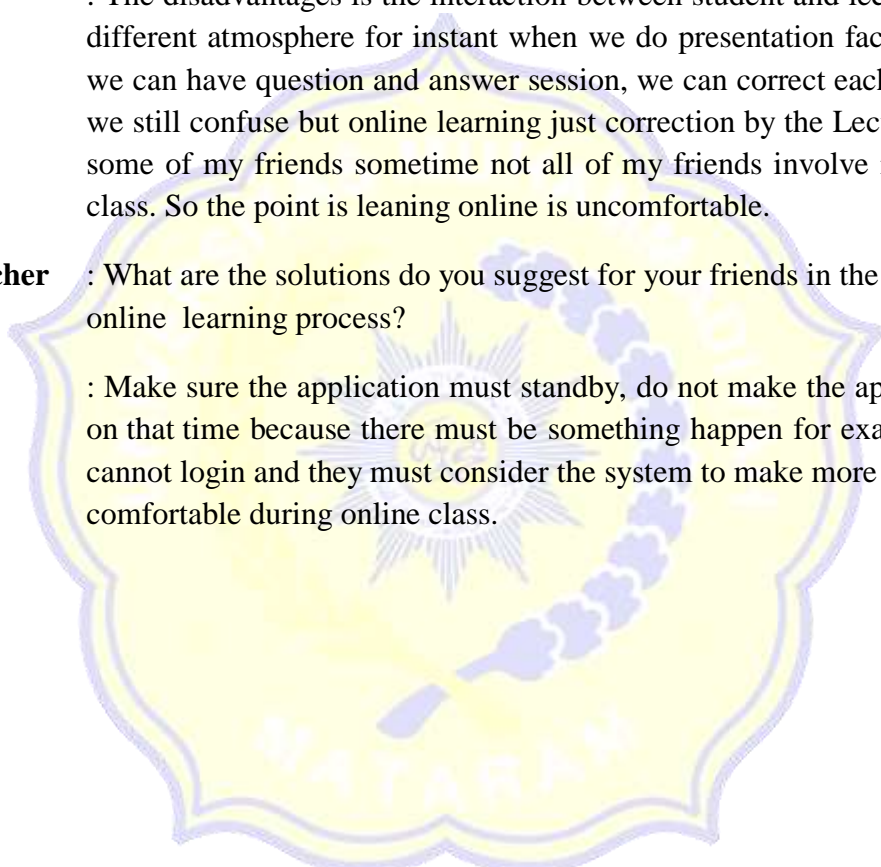 : The disadvantages is the interaction between student and lec
different atmosphere for instant when we do presentation fac
we can have question and answer session, we can correct each
we still confuse but online learning just correction by the Lec
some of my friends sometime not all of my friends involve
class. So the point is leaning online is uncomfortable.
cher : What are the solutions do you suggest for your friends in the
online learning process?
: Make sure the application must standby, do not make the ap
on that time because there must be something happen for exa
cannot login and they must consider the system to make more
comfortable during online class.
MATARAM